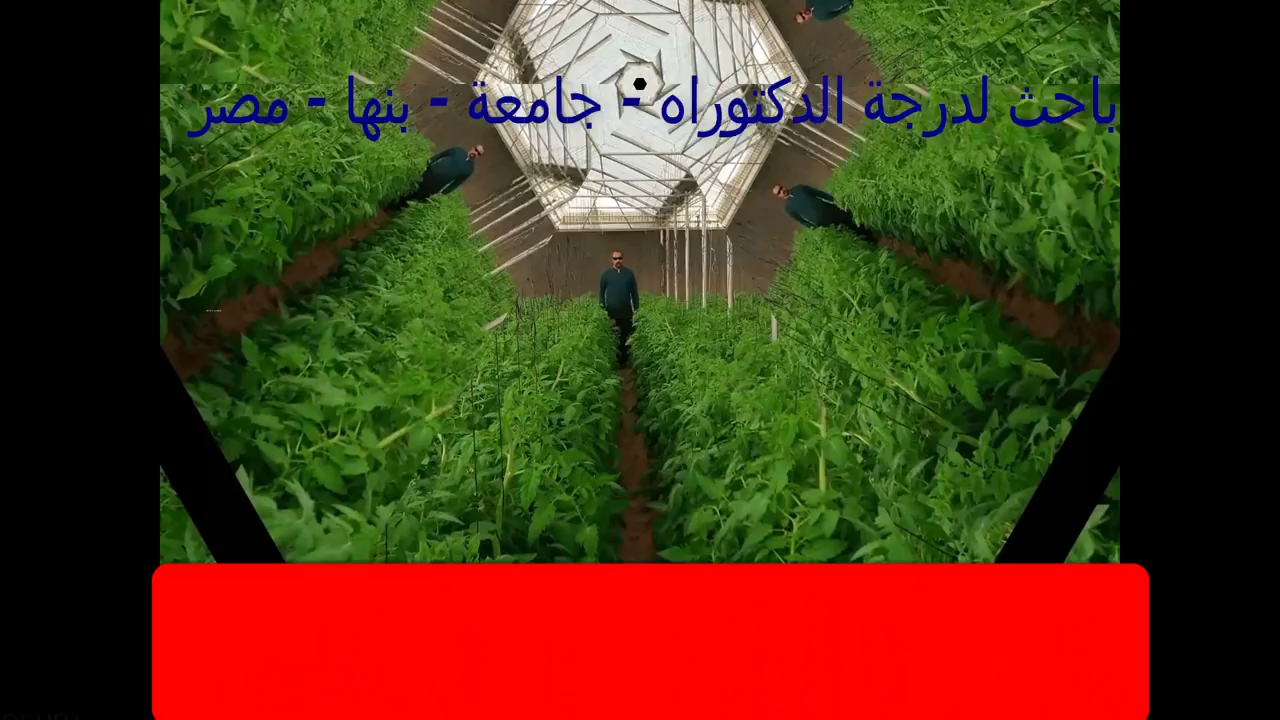 باحث لدرجة الدكتوراه - جامعة - بنها - مصر